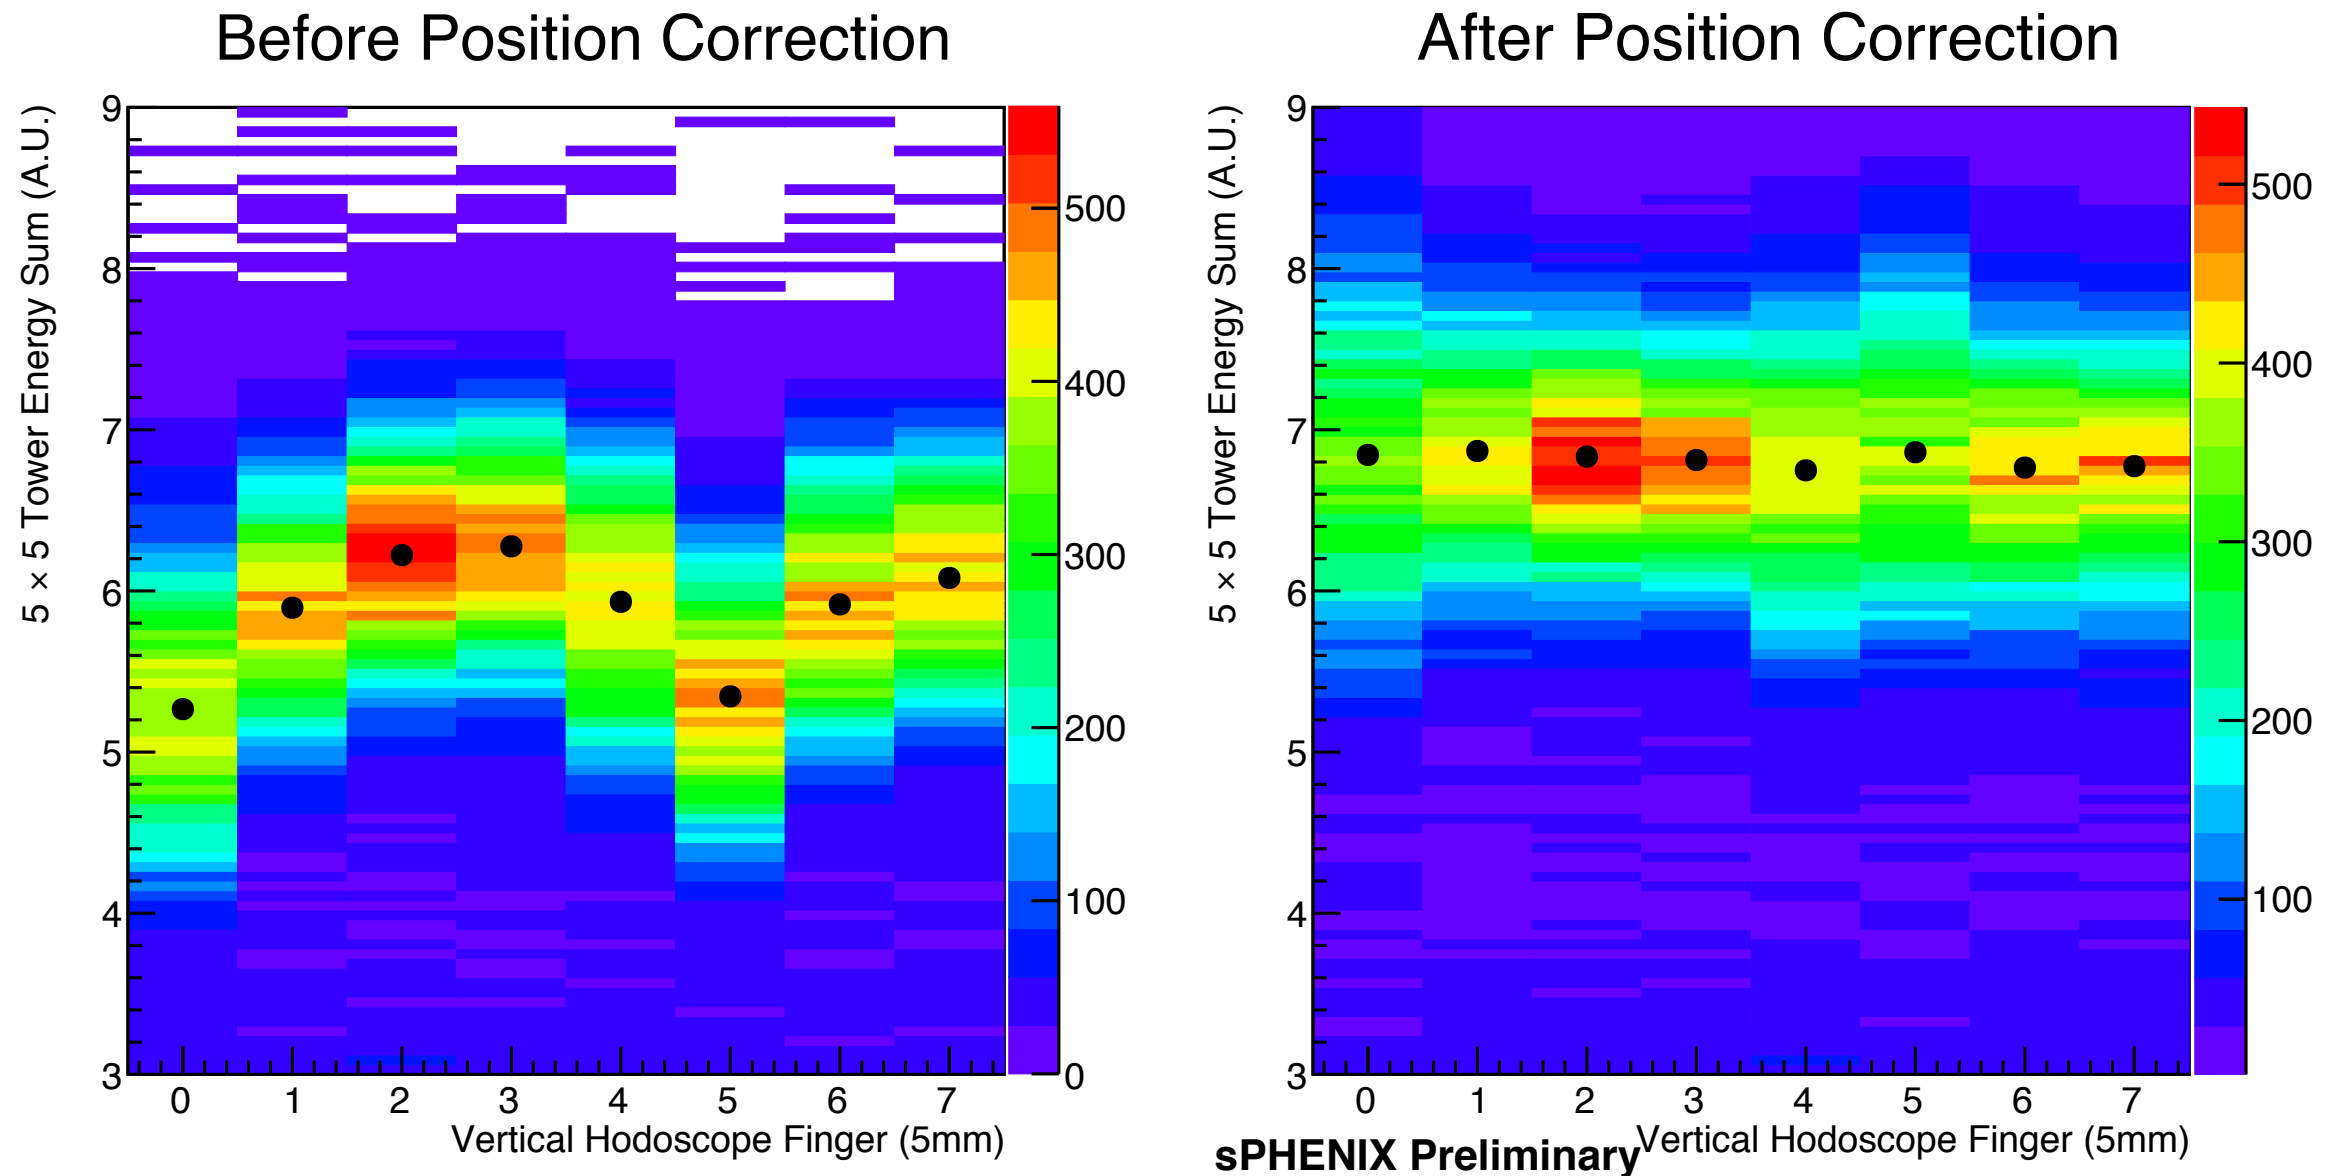 Before Position Correction
5 × 5 Tower Energy Sum (A.U.)
9
8
7
6
5
4
3
0 1 2 3 4 5 6 7
Vertical Hodoscope Finger (5mm)
500
400
300
200
100
0
After Position Correction
5 × 5 Tower Energy Sum (A.U.)
9
8
7
6
5
4
3
0 1 2 3 4 5 6 7
Vertical Hodoscope Finger (5mm)
500
400
300
200
100
sPHENIX Preliminary